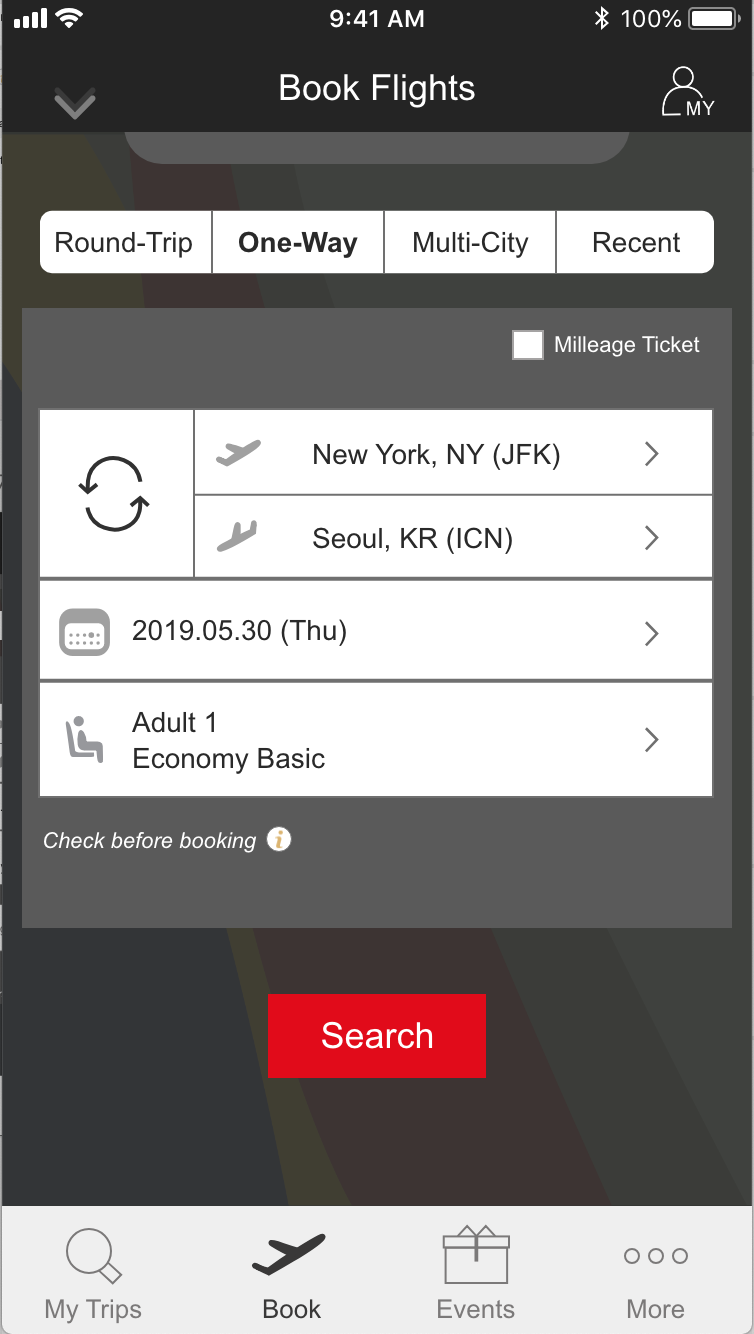 9:41 AM
100%
Book Flights
MY
Round-Trip
One-Way
Multi-City
Recent
Milleage Ticket
New York, NY (JFK)
Seoul, KR (ICN)
2019.05.30 (Thu)
Adult 1
Economy Basic
Check before booking i
Search
My Trips
Book
Events
More